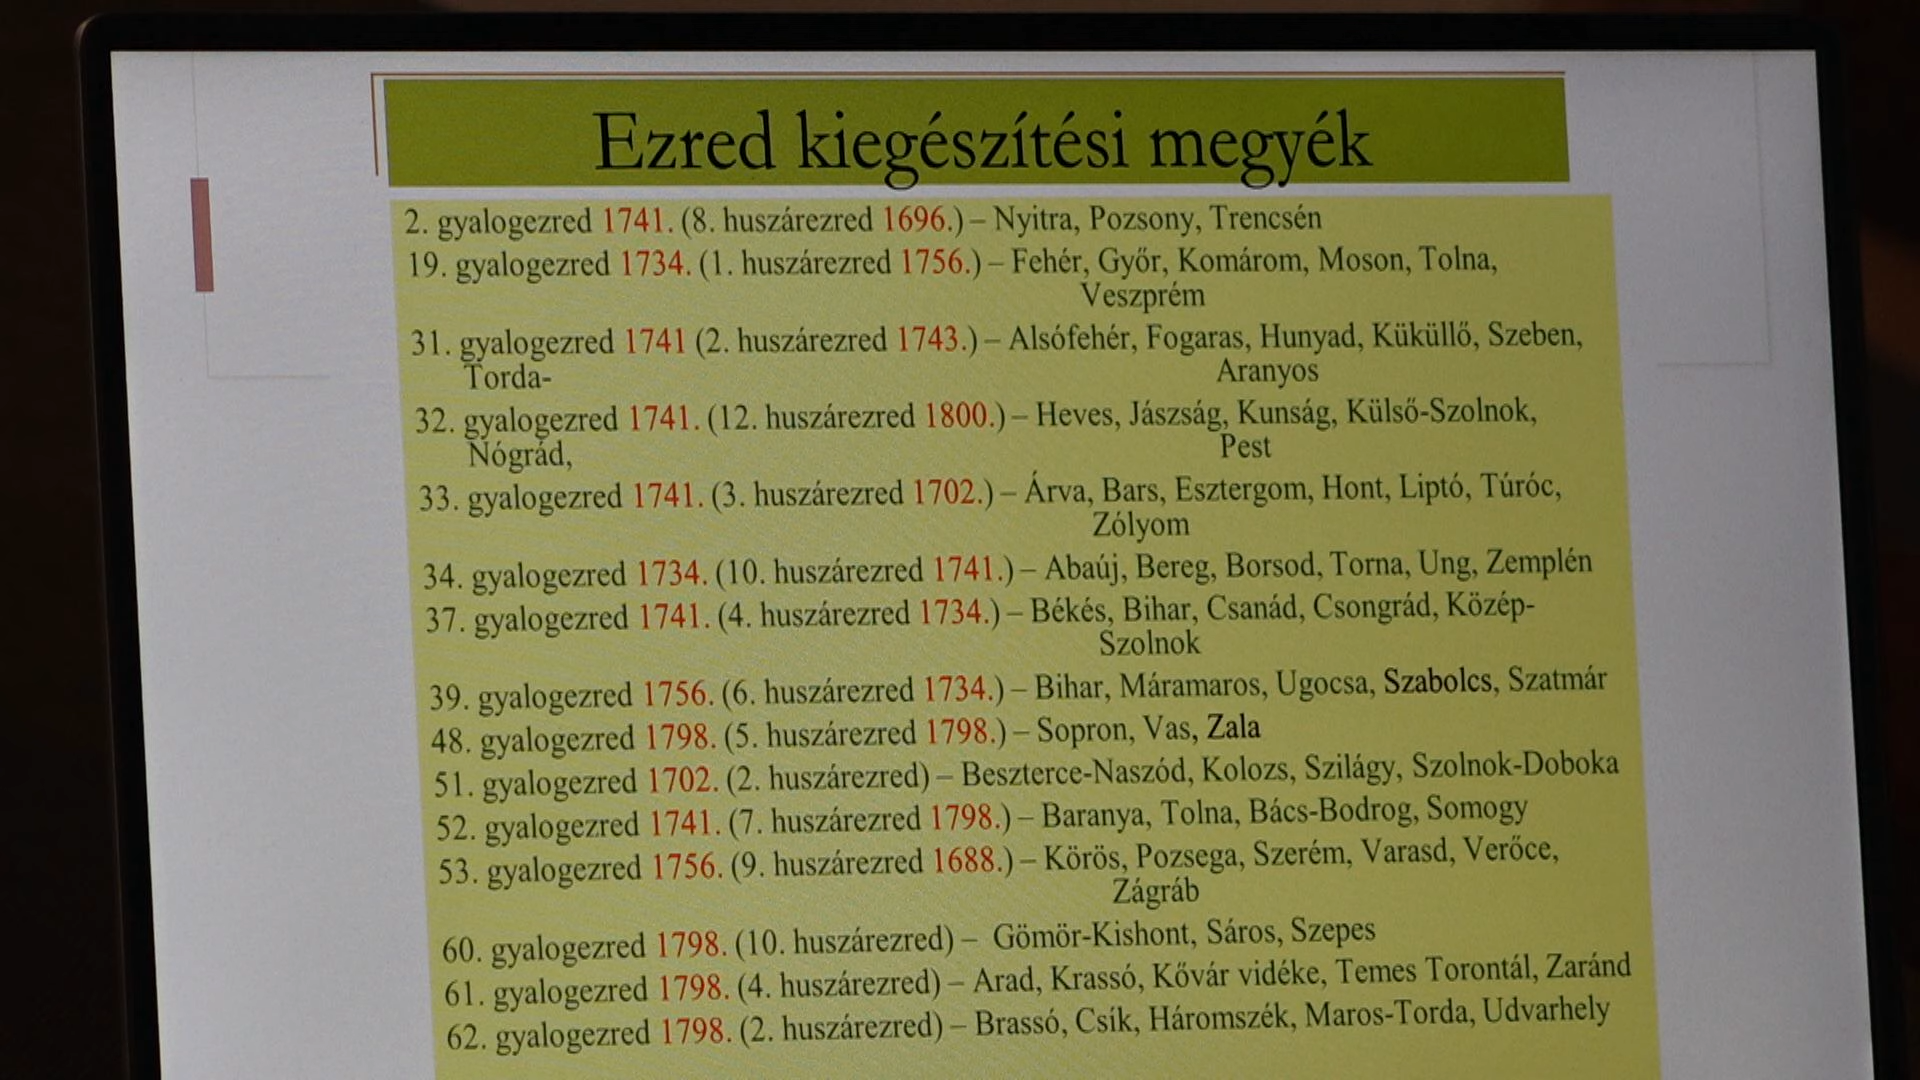 Ezred kiegészítési megyék
2. gyalogezred 1741. (8. huszárezred 1696.) – Nyitra, Pozsony, Trencsén
19. gyalogezred 1734. (1. huszárezred 1756.) – Fehér, Győr, Komárom, Moson, Tolna,
Veszprém
31. gyalogezred 1741 (2. huszárezred 1743.) – Alsófehér, Fogaras, Hunyad, Küküllő, Szeben,
Torda- Aranyos
32. gyalogezred 1741. (12. huszárezred 1800.) – Heves, Jászság, Kunság, Külső-Szolnok,
Nógrád, Pest
33. gyalogezred 1741. (3. huszárezred 1702.) – Árva, Bars, Esztergom, Hont, Liptó, Túróc,
Zólyom
34. gyalogezred 1734. (10. huszárezred 1741.) – Abaúj, Bereg, Borsod, Torna, Ung, Zemplén
37. gyalogezred 1741. (4. huszárezred 1734.) – Békés, Bihar, Csanád, Csongrád, Közép-
Szolnok
39. gyalogezred 1756. (6. huszárezred 1734.) – Bihar, Máramaros, Ugocsa, Szabolcs, Szatmár
48. gyalogezred 1798. (5. huszárezred 1798.) – Sopron, Vas, Zala
51. gyalogezred 1702. (2. huszárezred) – Beszterce-Naszód, Kolozs, Szilágy, Szolnok-Doboka
52. gyalogezred 1741. (7. huszárezred 1798.) – Baranya, Tolna, Bács-Bodrog, Somogy
53. gyalogezred 1756. (9. huszárezred 1688.) – Körös, Pozsega, Szerém, Varasd, Verőce,
Zágráb
60. gyalogezred 1798. (10. huszárezred) – Gömör-Kishont, Sáros, Szepes
61. gyalogezred 1798. (4. huszárezred) – Arad, Krassó, Kővár vidéke, Temes Torontál, Zaránd
62. gyalogezred 1798. (2. huszárezred) – Brassó, Csík, Háromszék, Maros-Torda, Udvarhely